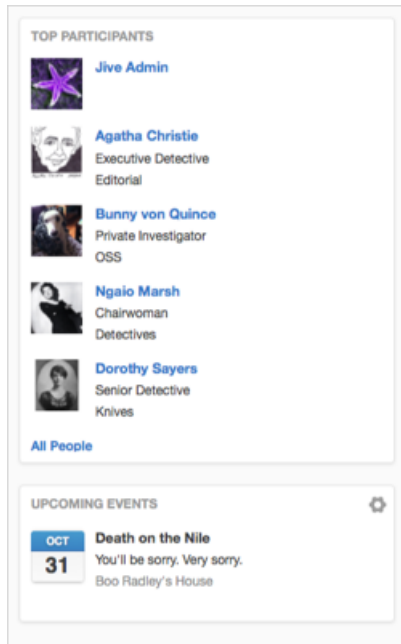 TOP PARTICIPANTS
Jive Admin
Agatha Christie
Executive Detective
Editorial
Bunny von Quince
Private Investigator
OSS
Ngaio Marsh
Chairwoman
Detectives
Dorothy Sayers
Senior Detective
Knives
All People
UPCOMING EVENTS
OCT
31
Death on the Nile
You'll be sorry. Very sorry.
Boo Radley's House